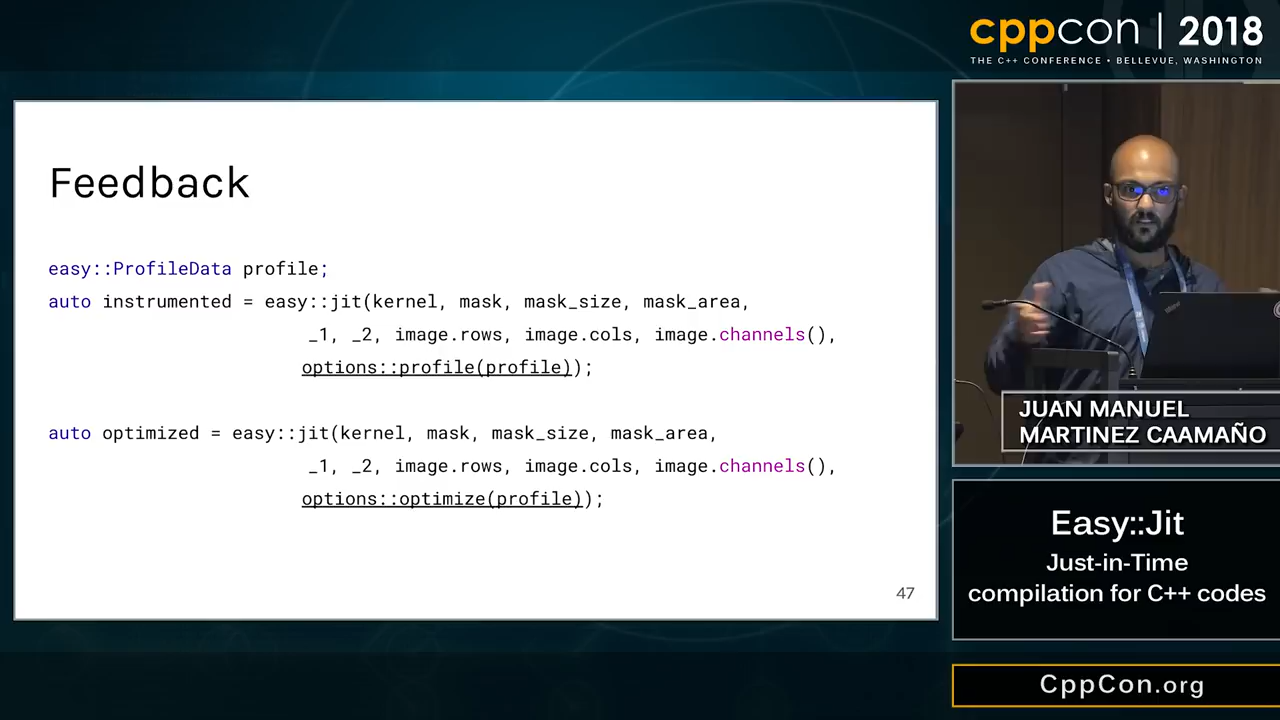 cppcon | 2018
THE C++ CONFERENCE • BELLEVUE, WASHINGTON
Feedback
easy::ProfileData profile;
auto instrumented = easy::jit(kernel, mask, mask_size, mask_area,
_1, _2, image.rows, image.cols, image.channels(),
options::profile(profile));
auto optimized = easy::jit(kernel, mask, mask_size, mask_area,
_1, _2, image.rows, image.cols, image.channels(),
options::optimize(profile));
47
JUAN MANUEL
MARTINEZ CAAMAÑO
Easy::Jit
Just-in-Time
compilation for C++ codes
CppCon.org